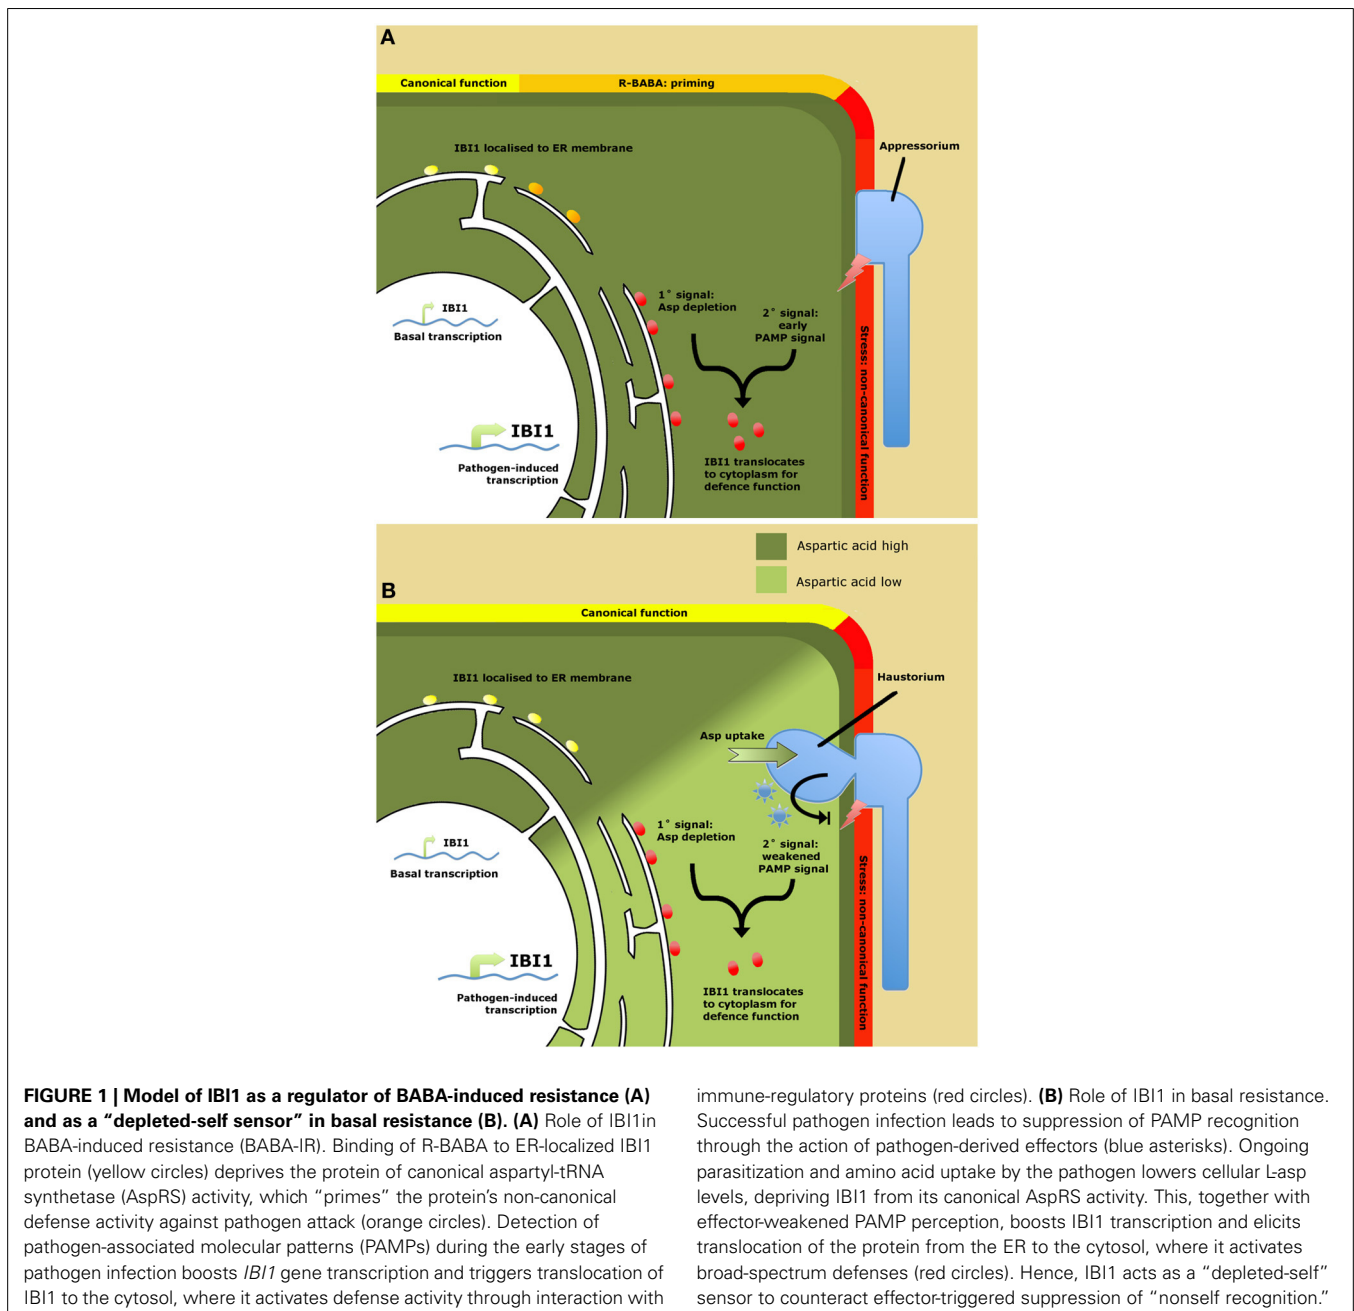 A
Canonical function
R-BABA: priming
IBI1 localised to ER membrane
Appressorium
1° signal:
Asp depletion
2° signal:
early
PAMP signal
IBI1
Basal transcription
Stress: non-canonical function
IBI1
Pathogen-induced
transcription
IBI1 translocates
to cytoplasm for
defence function
Aspartic acid high
Aspartic acid low
B
Canonical function
IBI1 localised to ER membrane
Haustorium
Asp uptake
1° signal:
Asp depletion
2° signal:
weakened
PAMP signal
IBI1
Basal transcription
Stress: non-canonical function
IBI1
Pathogen-induced
transcription
IBI1 translocates
to cytoplasm for
defence function
FIGURE 1 | Model of IBI1 as a regulator of BABA-induced resistance (A)
and as a “depleted-self sensor” in basal resistance (B). (A) Role of IBI1in
BABA-induced resistance (BABA-IR). Binding of R-BABA to ER-localized IBI1
protein (yellow circles) deprives the protein of canonical aspartyl-tRNA
synthetase (AspRS) activity, which “primes” the protein’s non-canonical
defense activity against pathogen attack (orange circles). Detection of
pathogen-associated molecular patterns (PAMPs) during the early stages of
pathogen infection boosts IBI1 gene transcription and triggers translocation of
IBI1 to the cytosol, where it activates defense activity through interaction with
immune-regulatory proteins (red circles). (B) Role of IBI1 in basal resistance.
Successful pathogen infection leads to suppression of PAMP recognition
through the action of pathogen-derived effectors (blue asterisks). Ongoing
parasitization and amino acid uptake by the pathogen lowers cellular L-asp
levels, depriving IBI1 from its canonical AspRS activity. This, together with
effector-weakened PAMP perception, boosts IBI1 transcription and elicits
translocation of the protein from the ER to the cytosol, where it activates
broad-spectrum defenses (red circles). Hence, IBI1 acts as a “depleted-self”
sensor to counteract effector-triggered suppression of “nonself recognition.”